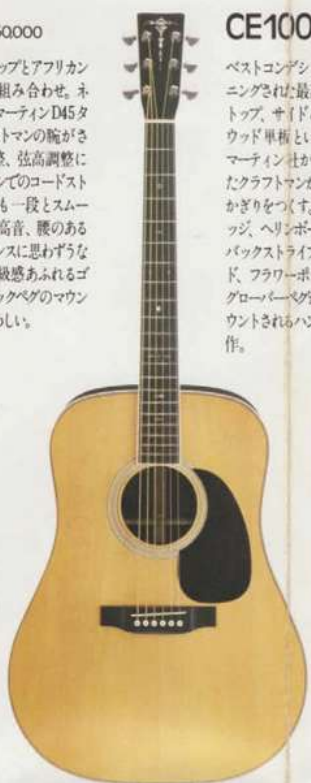 50,000
ップとアフリカン
組み合わせ。ネ
マーティンD45タ
トマンの腕がさ
ế、弦高調整に
ンでのコードスト
も一段とスムー
高音、腰のある
ンスに思わずうな
級感あふれるゴ
ックペグのマウン
わしい。
CE100
ベストコンデシ
ニングされた最
トップ、サイド
ウッド単板とい
マーティン社か
たクラフトマンが
かぎりをつくす。
ッジ、ヘリンボー
バックストライプ
ド、フラワーポ
グローバーペグ
ウントされるハン
作。